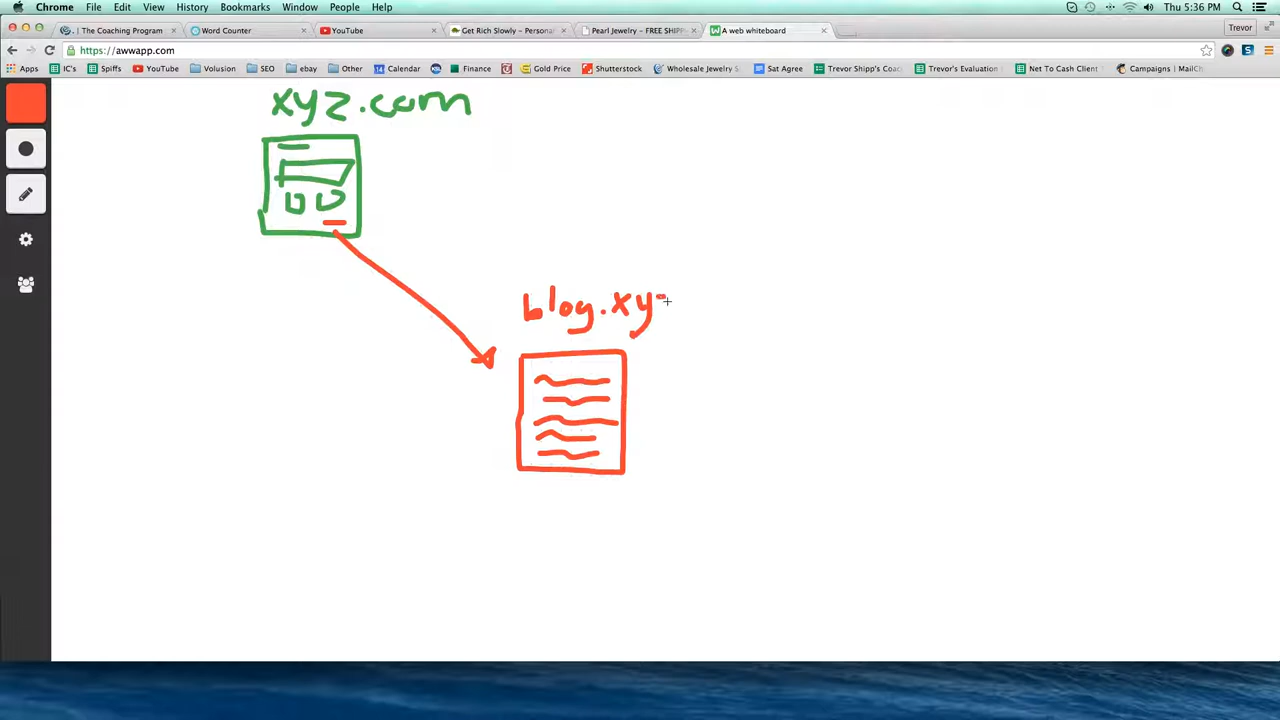 Chrome File Edit View History Bookmarks Window People Help Thu 5:36 PM
. | The Coaching Program Word Counter YouTube Get Rich Slowly – Personal Pearl Jewelry – FREE SHIPP A web whiteboard Trevor
https://awwapp.com
Apps IC's Spiffs YouTube Volusion SEO ebay Other Calendar Finance Gold Price Shutterstock Wholesale Jewelry S Sat Agree Trevor Shipp's Coac Trevor's Evaluation Net To Cash Client Campaigns | MailCh
xyz.com
blog.xy